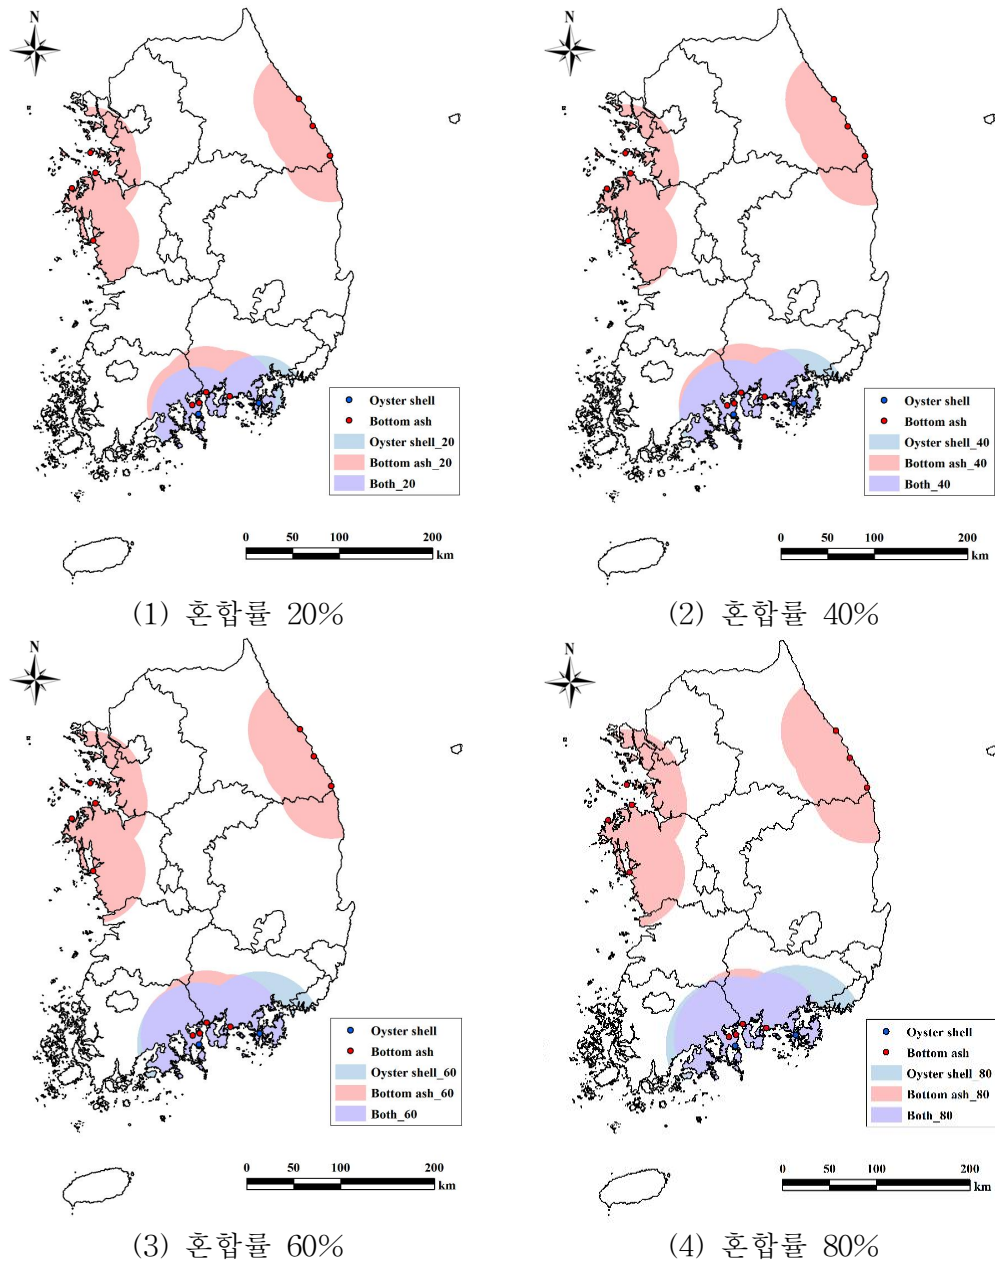 N
Oyster shell
Bottom ash
Oyster shell_20
Bottom ash_20
Both_20
0 50 100 200
km
(1) 혼합률 20%
N
Oyster shell
Bottom ash
Oyster shell_40
Bottom ash_40
Both_40
0 50 100 200
km
(2) 혼합률 40%
N
Oyster shell
Bottom ash
Oyster shell_60
Bottom ash_60
Both_60
0 50 100 200
km
(3) 혼합률 60%
N
Oyster shell
Bottom ash
Oyster shell_80
Bottom ash_80
Both_80
0 50 100 200
km
(4) 혼합률 80%